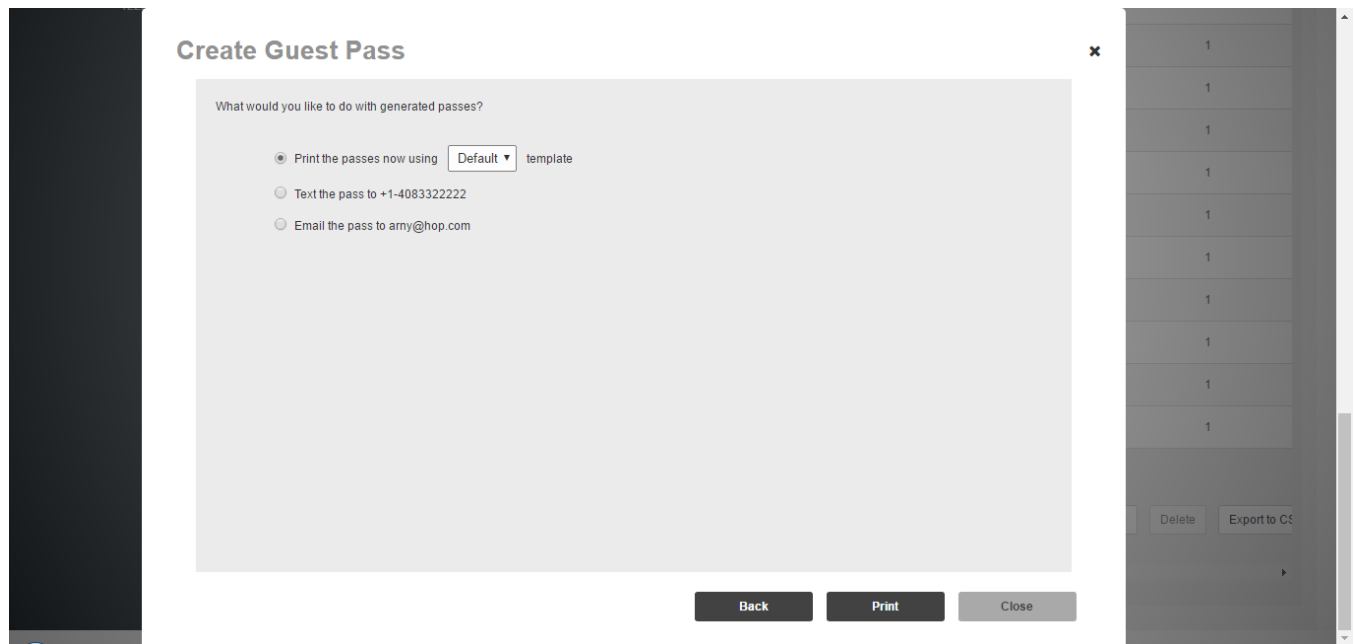 Create Guest Pass
What would you like to do with generated passes?
Print the passes now using Default template
Text the pass to +1-4083322222
Email the pass to arny@hop.com
Back Print Close
1
1
1
1
1
1
1
1
1
1
Delete Export to CS